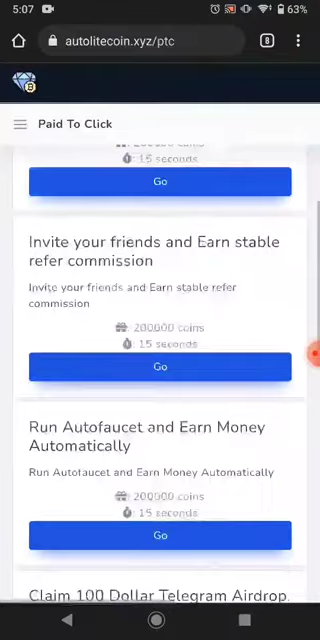 5:07
63%
autolitecoin.xyz/ptc
8
Paid To Click
200000 coins
15 seconds
Go
Invite your friends and Earn stable
refer commission
Invite your friends and Earn stable refer
commission
200000 coins
15 seconds
Go
Run Autofaucet and Earn Money
Automatically
Run Autofaucet and Earn Money Automatically
200000 coins
15 seconds
Go
Claim 100 Dollar Telegram Airdrop.